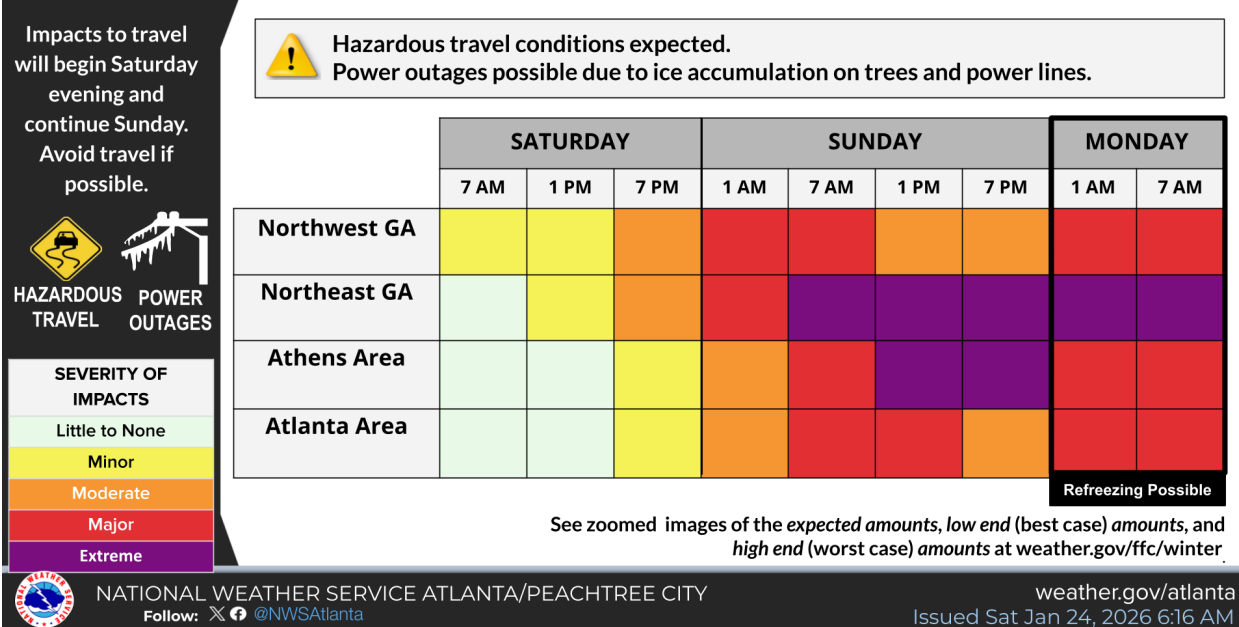 Impacts to travel
will begin Saturday
evening and
continue Sunday.
Avoid travel if
possible.
HAZARDOUS
TRAVEL
POWER
OUTAGES
SEVERITY OF
IMPACTS
Little to None
Minor
Moderate
Major
Extreme
Hazardous travel conditions expected.
Power outages possible due to ice accumulation on trees and power lines.
SATURDAY SUNDAY MONDAY
7 AM 1 PM 7 PM 1 AM 7 AM 1 PM 7 PM 1 AM 7 AM
Northwest GA
Northeast GA
Athens Area
Atlanta Area
Refreezing Possible
See zoomed images of the expected amounts, low end (best case) amounts, and
high end (worst case) amounts at weather.gov/ffc/winter
NATIONAL WEATHER SERVICE
NATIONAL WEATHER SERVICE ATLANTA/PEACHTREE CITY
Follow: X @NWSAtlanta
weather.gov/atlanta
Issued Sat Jan 24, 2026 6:16 AM